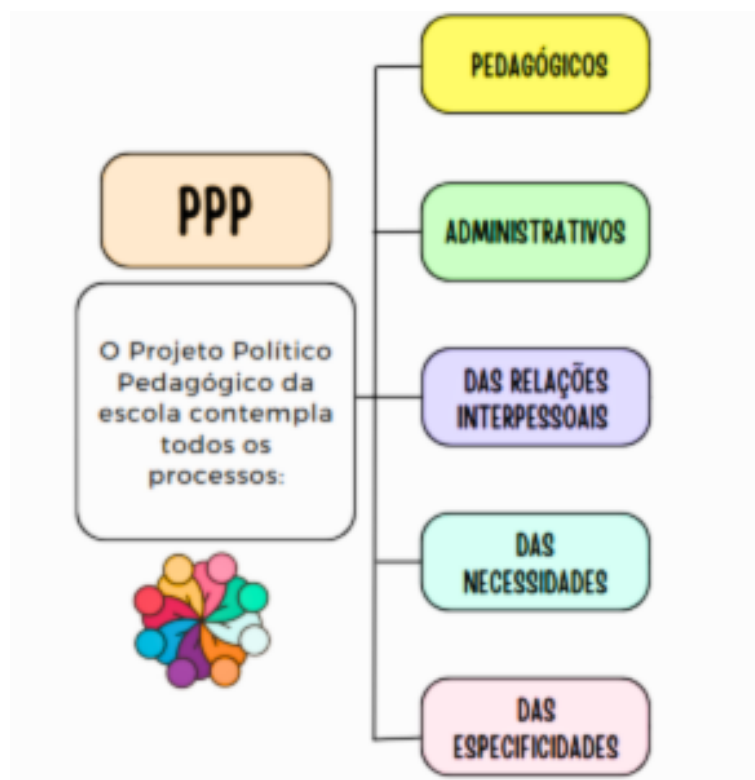 PPP
O Projeto Político
Pedagógico da
escola contempla
todos os
processos:
PEDAGÓGICOS
ADMINISTRATIVOS
DAS RELAÇÕES
INTERPESSOAIS
DAS
NECESSIDADES
DAS
ESPECIFICIDADES